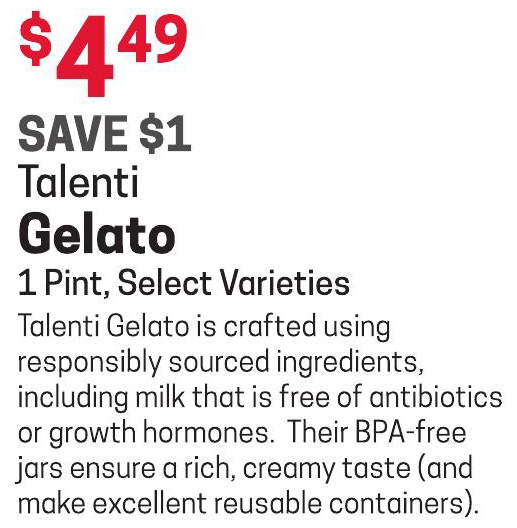 $4.49
SAVE $1
Talenti
Gelato
1 Pint, Select Varieties
Talenti Gelato is crafted using
responsibly sourced ingredients,
including milk that is free of antibiotics
or growth hormones.  Their BPA-free
jars ensure a rich, creamy taste (and
make excellent reusable containers).